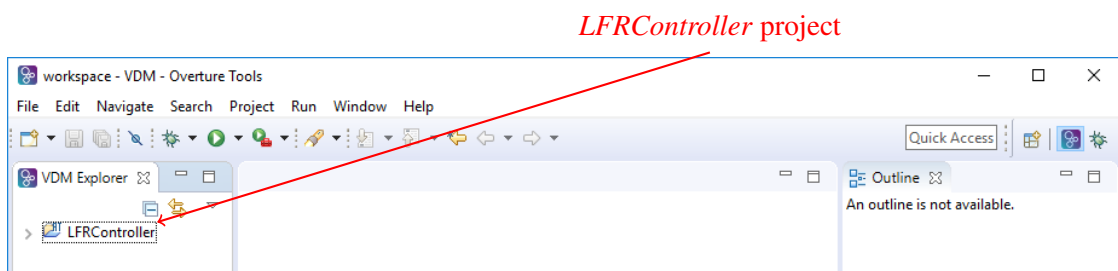 LFRController project
workspace - VDM - Overture Tools
File Edit Navigate Search Project Run Window Help
Quick Access
VDM Explorer
Outline
An outline is not available.
LFRController